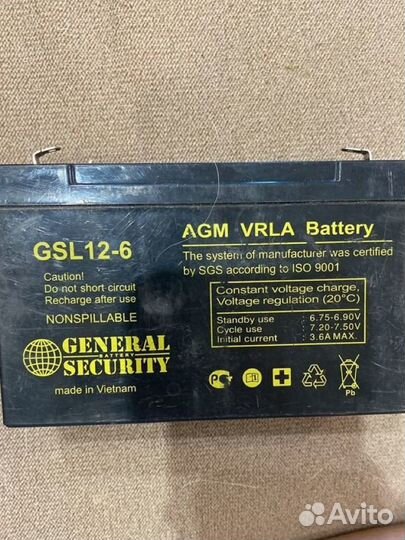 GSL12-6
Caution!
Do not short circuit
Recharge after use
NONSPILLABLE
GENERAL
BATTERY
SECURITY
made in Vietnam
AGM VRLA Battery
The system of manufacturer was certified
by SGS according to ISO 9001
Constant voltage charge,
Voltage regulation (20°C)
Standby use : 6.75-6.90V
Cycle use : 7.20-7.50V
Initial current : 3.6A MAX.
Pb
Avito